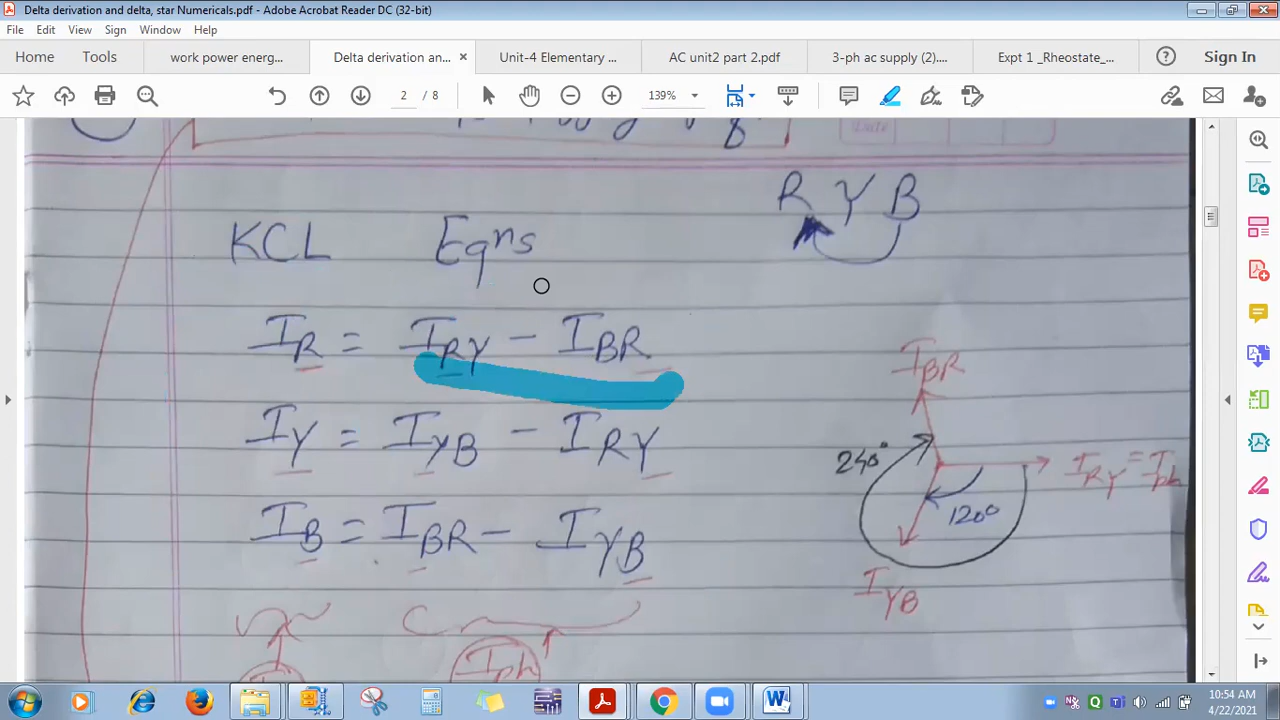 Delta derivation and delta, star Numericals.pdf - Adobe Acrobat Reader DC (32-bit)
File Edit View Sign Window Help
Home Tools work power energ... Delta derivation an... × Unit-4 Elementary ... AC unit2 part 2.pdf 3-ph ac supply (2).... Expt 1 _Rheostate_... Sign In
2 / 8 139%
Date
R Y B
KCL Eqns
I_R = I_RY - I_BR
I_BR
I_Y = I_YB - I_RY
240°
I_RY = I_ph
120°
I_B = I_BR - I_YB
I_YB
I_ph
10:54 AM
4/22/2021